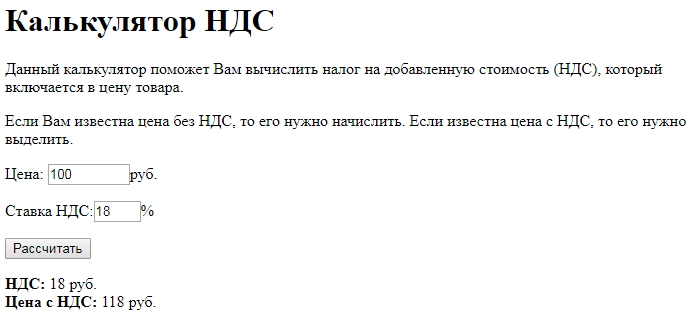 Калькулятор НДС
Данный калькулятор поможет Вам вычислить налог на добавленную стоимость (НДС), который
включается в цену товара.
Если Вам известна цена без НДС, то его нужно начислить. Если известна цена с НДС, то его нужно
выделить.
Цена: 100 руб.
Ставка НДС: 18 %
Рассчитать
НДС: 18 руб.
Цена с НДС: 118 руб.